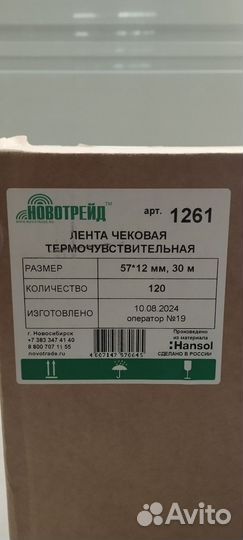 НОВОТРЕЙД™
арт. 1261
ЛЕНТА ЧЕКОВАЯ
ТЕРМОЧУВСТВИТЕЛЬНАЯ
РАЗМЕР 57*12 мм, 30 м
КОЛИЧЕСТВО 120
ИЗГОТОВЛЕНО 10.08.2024
оператор №19
г. Новосибирск
+7 383 347 41 40
8 800 707 11 55
novotrade.ru
Произведено
из материала
Hansol
СДЕЛАНО В РОССИИ
Avito